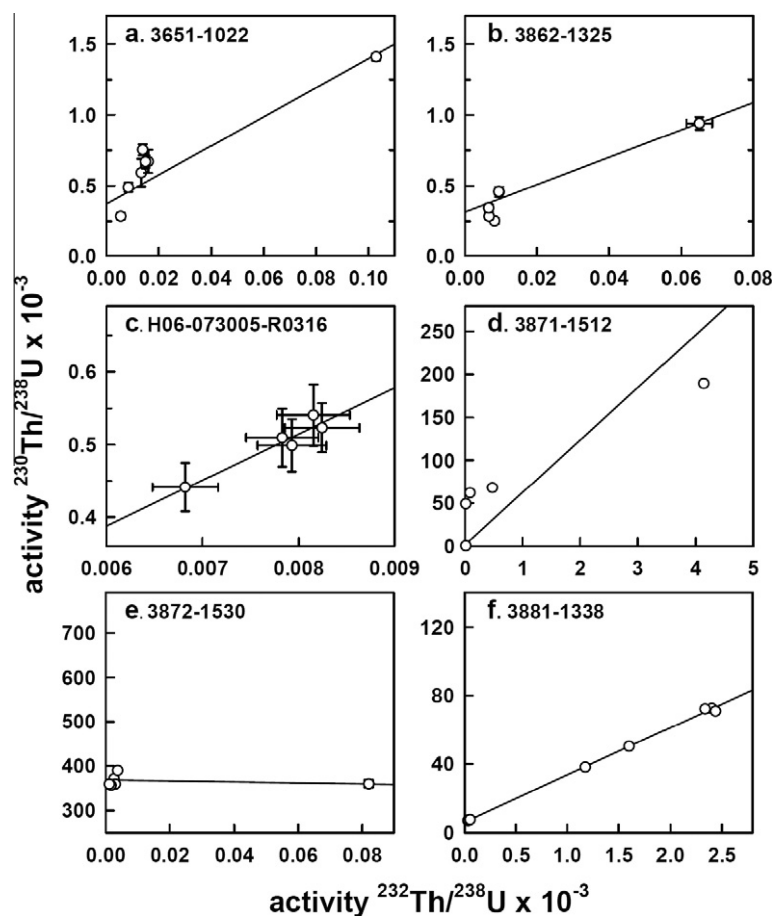 a. 3651-1022
1.5
1.0
0.5
0.0
0.00 0.02 0.04 0.06 0.08 0.10
b. 3862-1325
1.5
1.0
0.5
0.0
0.00 0.02 0.04 0.06 0.08
c. H06-073005-R0316
0.6
0.5
0.4
0.006 0.007 0.008 0.009
d. 3871-1512
250
200
150
100
50
0
0 1 2 3 4 5
e. 3872-1530
700
600
500
400
300
0.00 0.02 0.04 0.06 0.08
f. 3881-1338
120
80
40
0
0.0 0.5 1.0 1.5 2.0 2.5
activity ²³⁰Th/²³⁸U x 10⁻³
activity ²³²Th/²³⁸U x 10⁻³